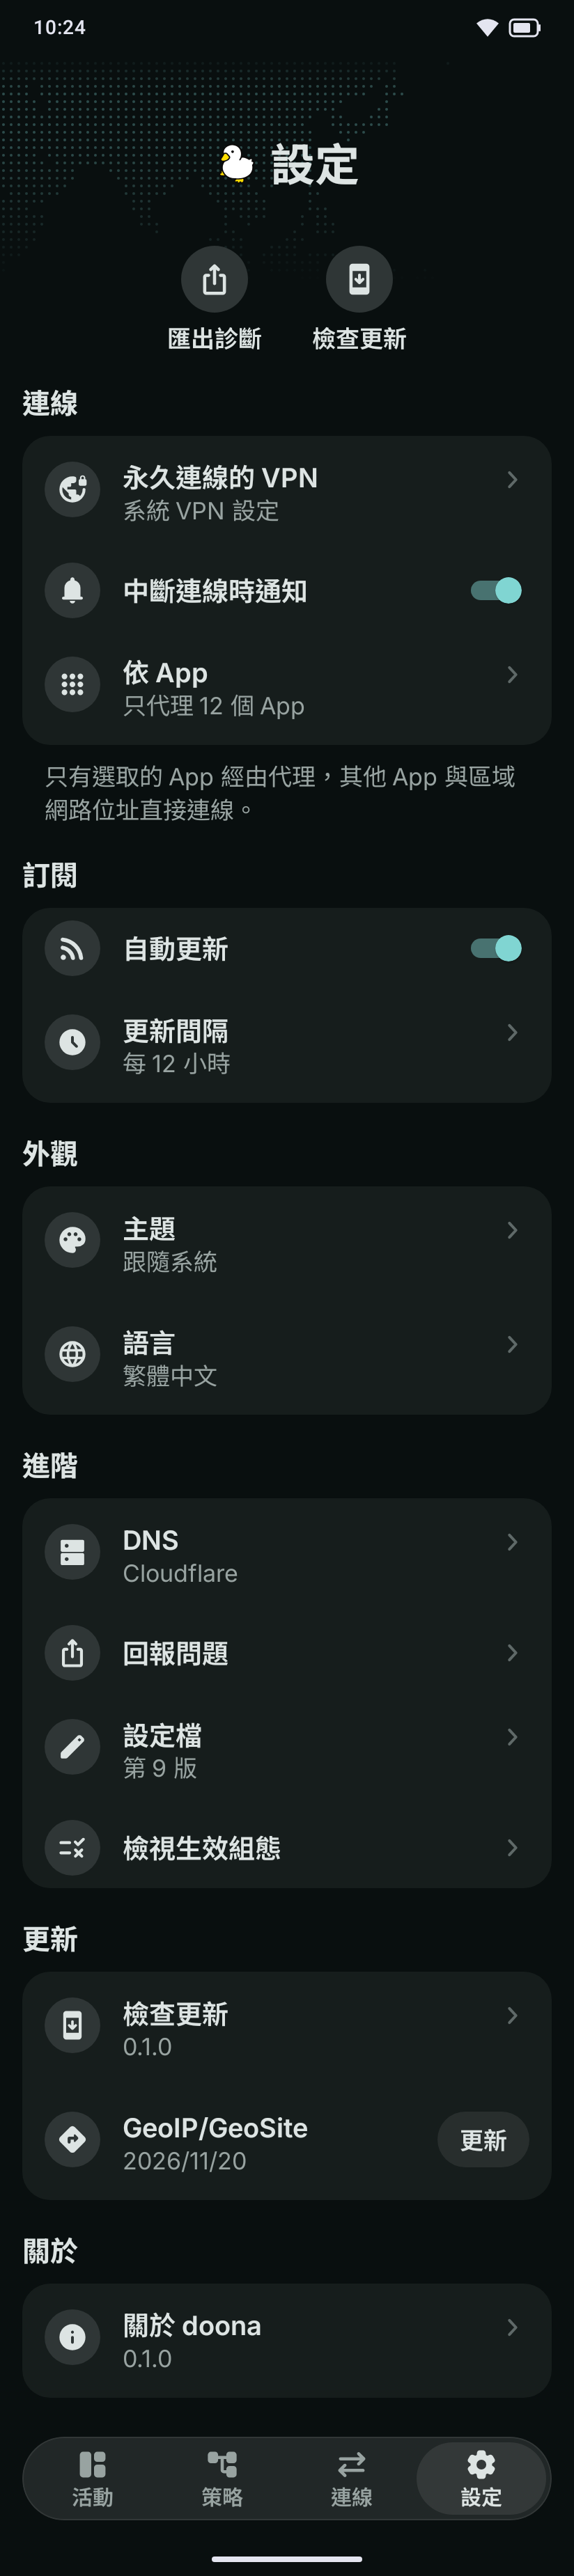 10:24
設定
匯出診斷
檢查更新
連線
永久連線的 VPN
系統 VPN 設定
中斷連線時通知
依 App
只代理 12 個 App
只有選取的 App 經由代理，其他 App 與區域
網路位址直接連線。
訂閱
自動更新
更新間隔
每 12 小時
外觀
主題
跟隨系統
語言
繁體中文
進階
DNS
Cloudflare
回報問題
設定檔
第 9 版
檢視生效組態
更新
檢查更新
0.1.0
GeoIP/GeoSite
2026/11/20
更新
關於
關於 doona
0.1.0
活動
策略
連線
設定